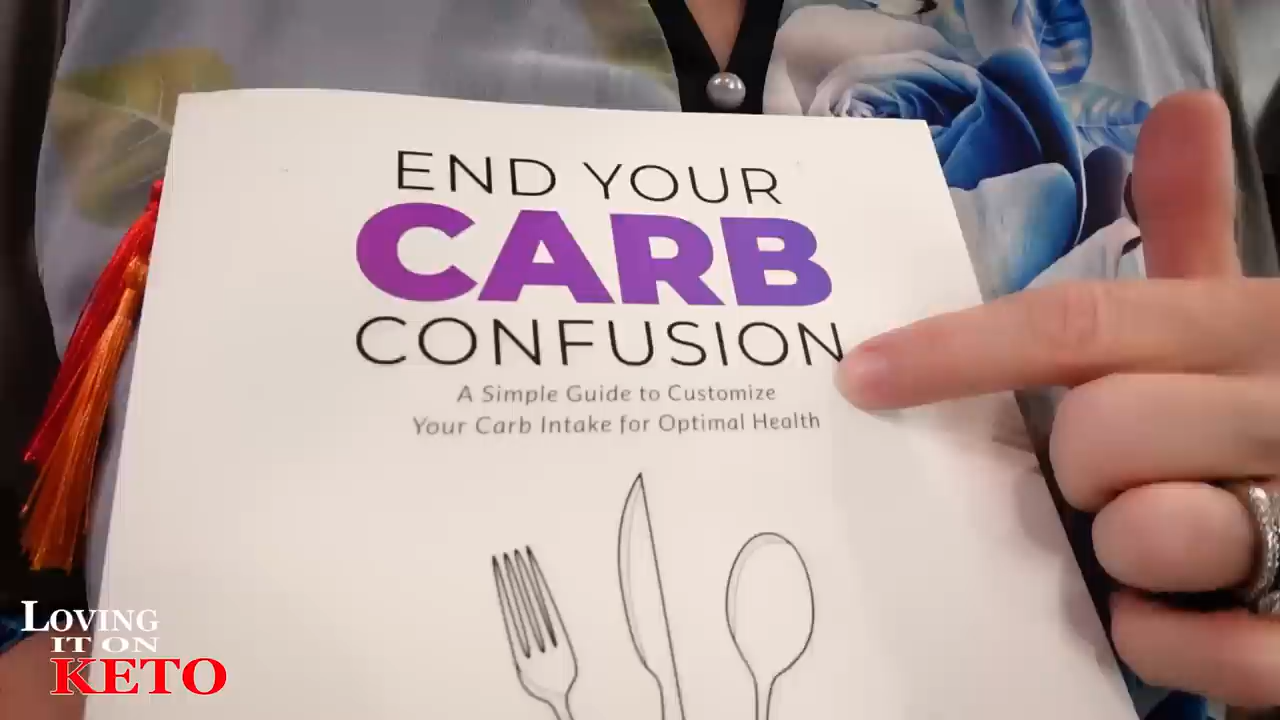 END YOUR
CARB
CONFUSION
A Simple Guide to Customize
Your Carb Intake for Optimal Health
LOVING
IT ON
KETO